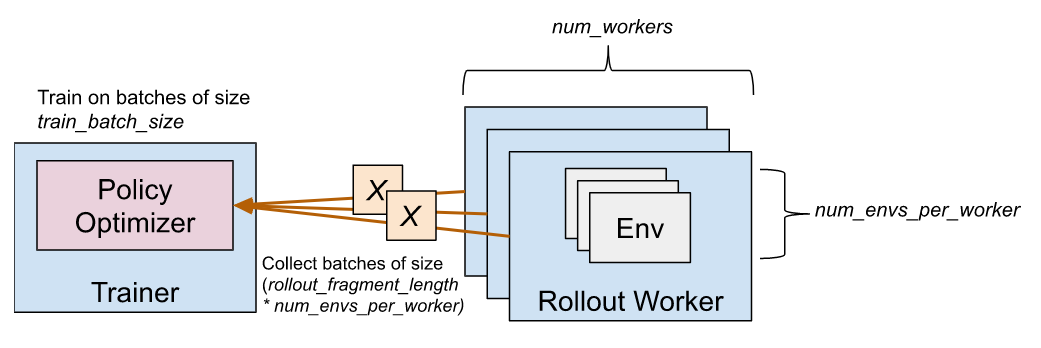 num_workers
Train on batches of size
train_batch_size
Policy
Optimizer
Trainer
X
X
Collect batches of size
(rollout_fragment_length
* num_envs_per_worker)
Env
Rollout Worker
num_envs_per_worker